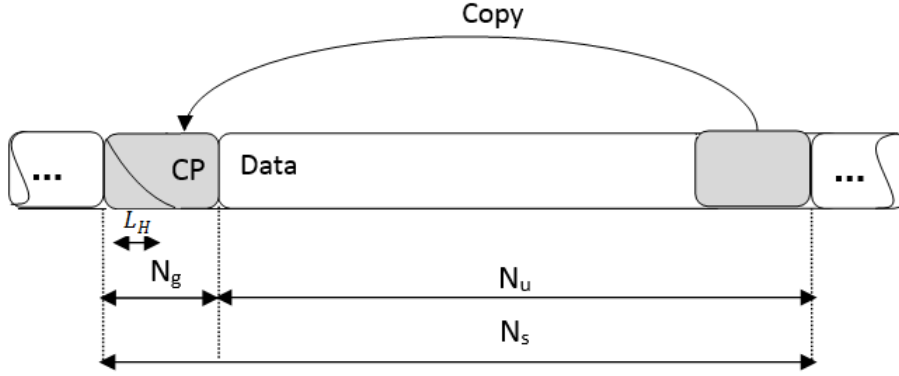 Copy
... CP Data ...
L_H
N_g N_u
N_s